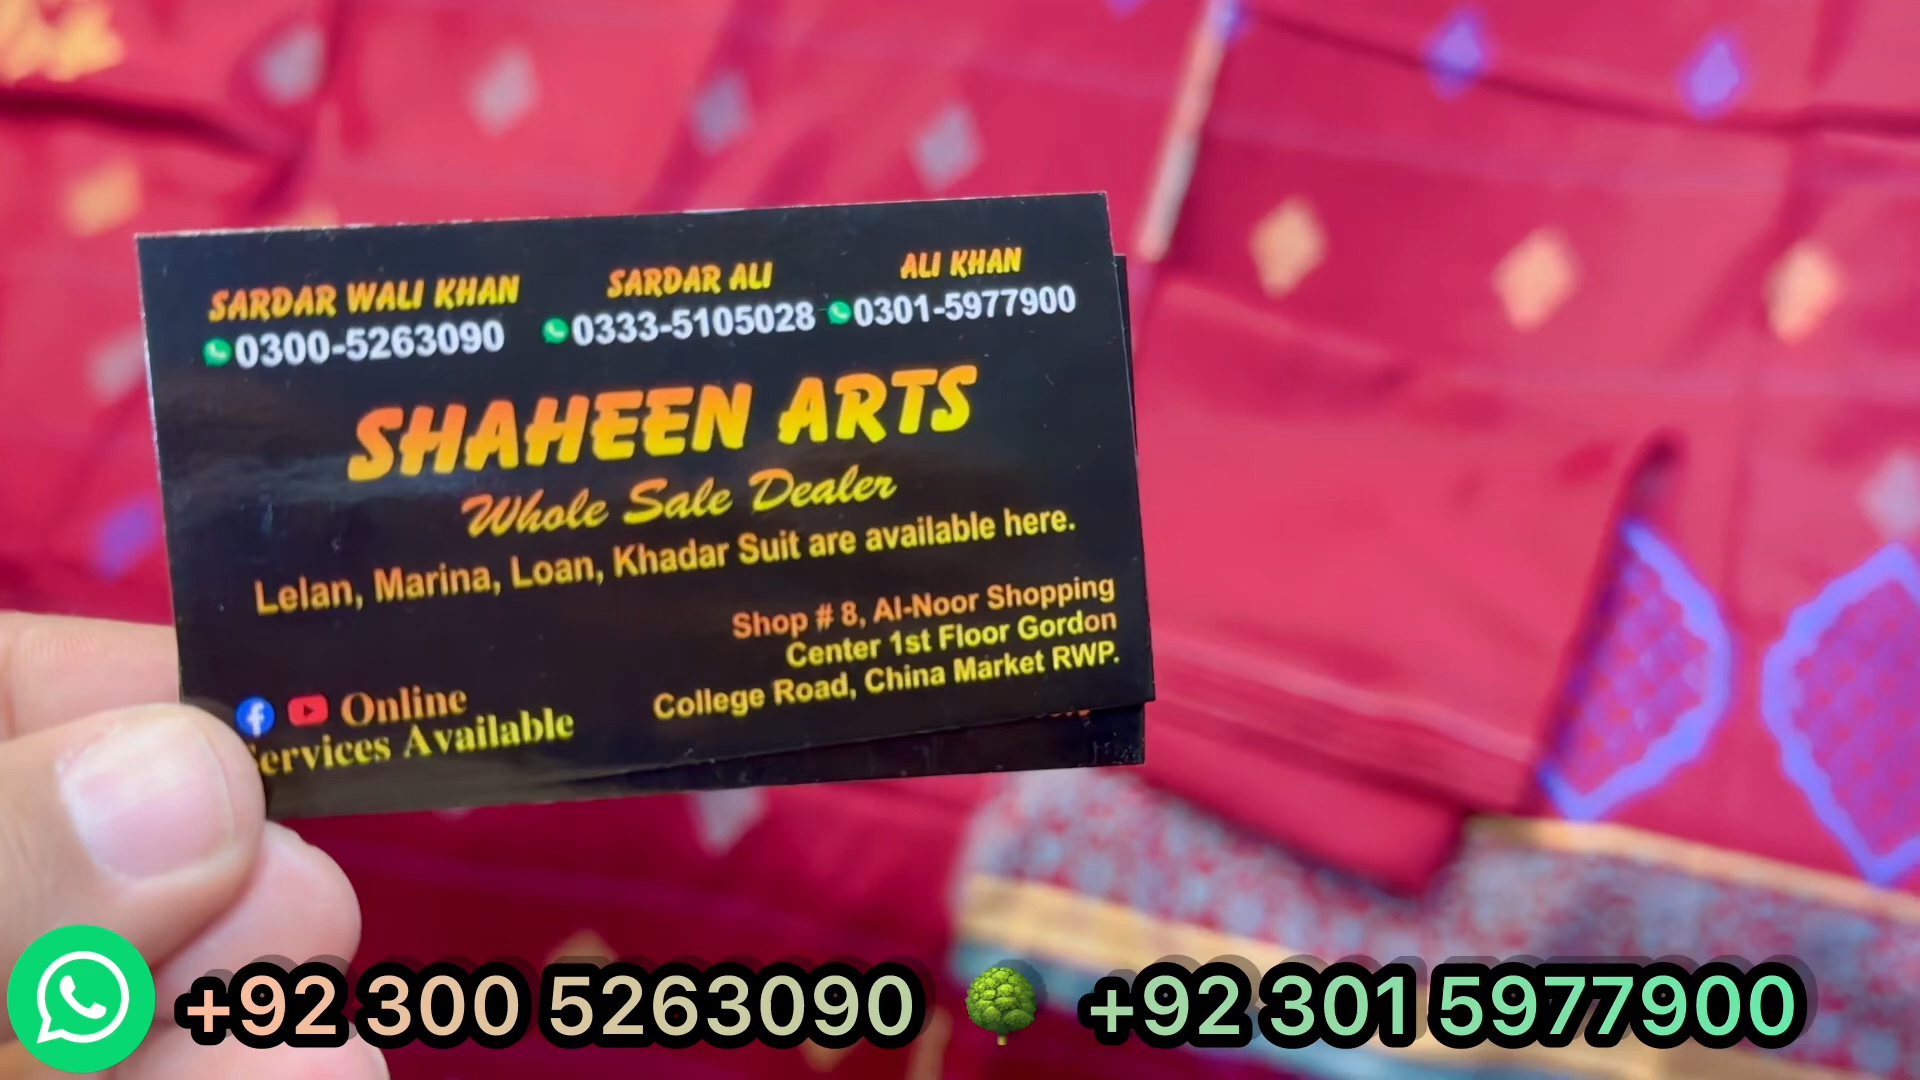 SARDAR WALI KHAN
0300-5263090
SARDAR ALI
0333-5105028
ALI KHAN
0301-5977900
SHAHEEN ARTS
Whole Sale Dealer
Lelan, Marina, Loan, Khadar Suit are available here.
Shop # 8, Al-Noor Shopping
Center 1st Floor Gordon
College Road, China Market RWP.
Online
ervices Available
+92 300 5263090 🌳 +92 301 5977900